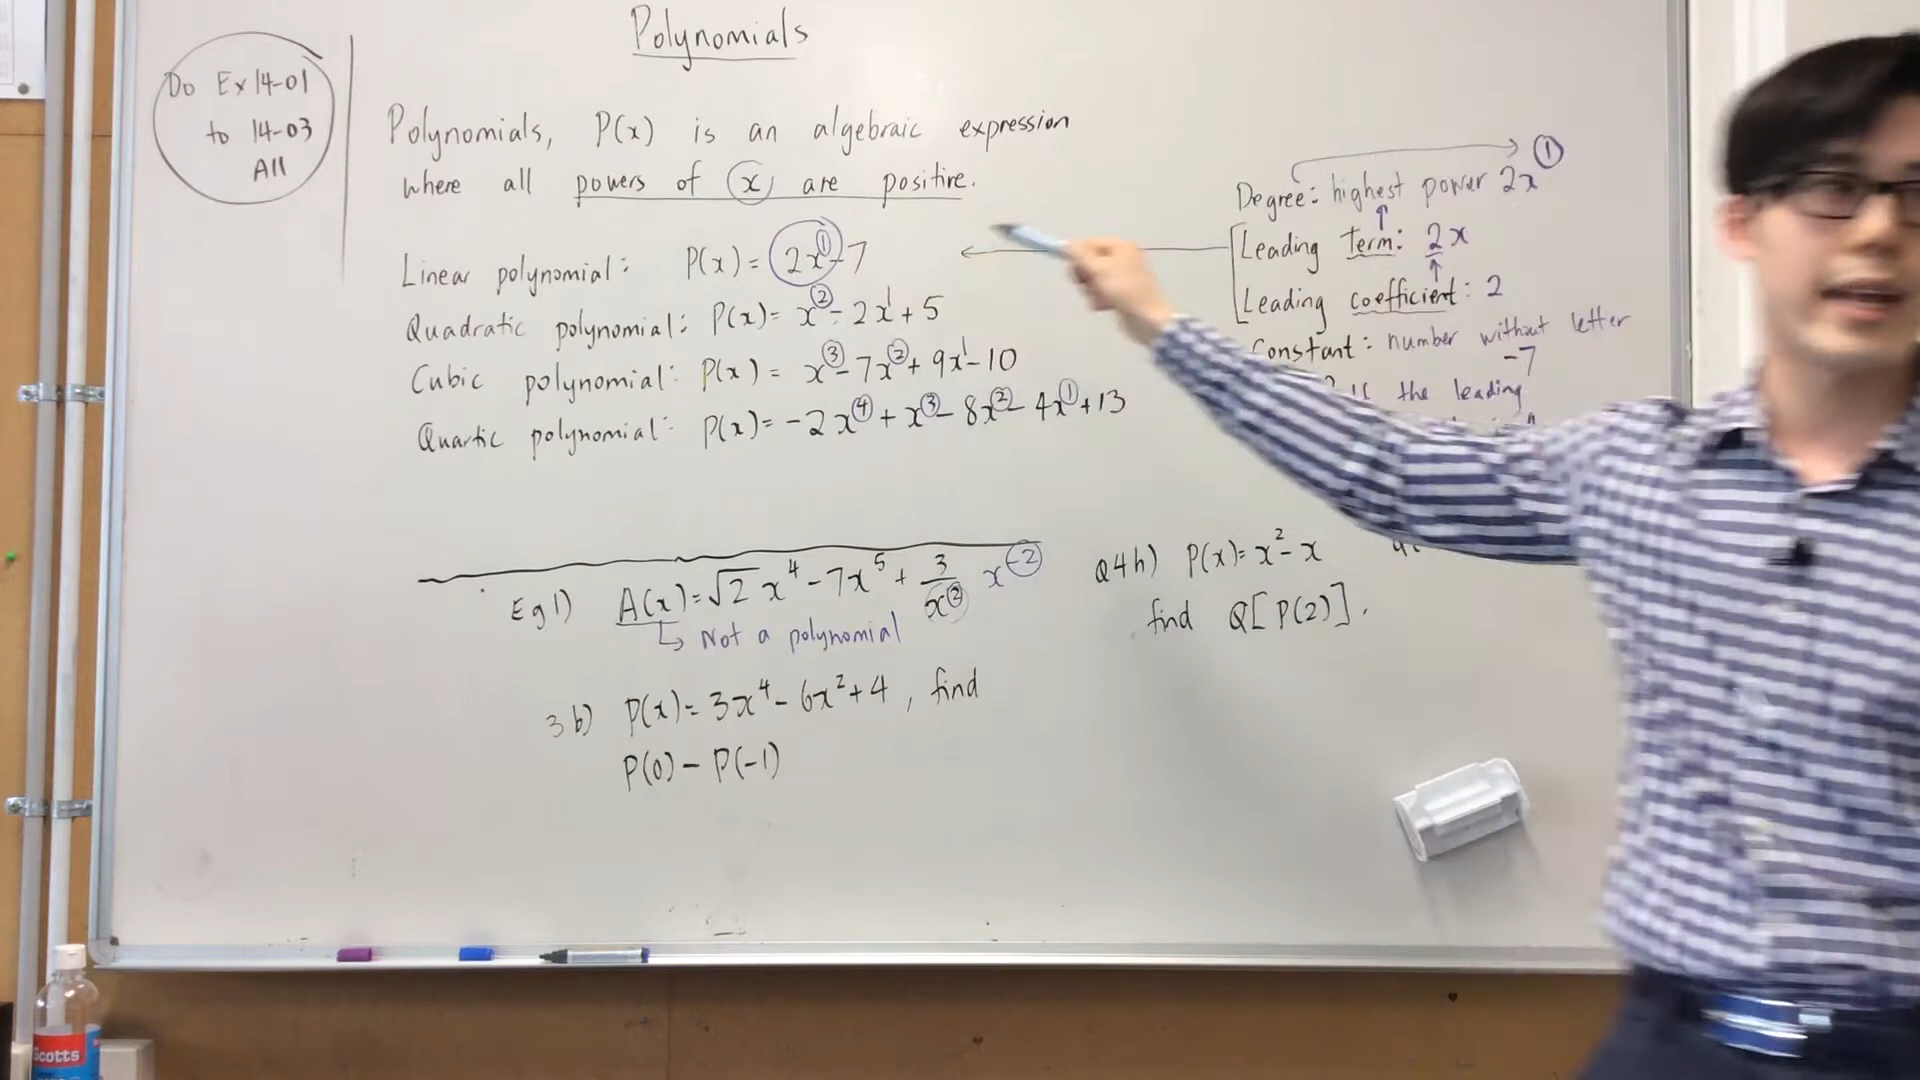 Polynomials
Do Ex 14-01
to 14-03
All
Polynomials, P(x) is an algebraic expression
where all powers of x are positive.
Linear polynomial: P(x) = 2x¹-7
Quadratic polynomial: P(x) = x²-2x¹+5
Cubic polynomial: P(x) = x³-7x²+9x¹-10
Quartic polynomial: P(x) = -2x⁴+x³-8x²-4x¹+13
Degree: highest power 2x ①
Leading term: 2x
Leading coefficient: 2
Constant: number without letter
-7
the leading
Eg 1) A(x) = √2 x⁴ - 7x⁵ + 3/x² x⁻²
↳ Not a polynomial
3b) P(x) = 3x⁴ - 6x² + 4, find
P(0) - P(-1)
Q4h) P(x) = x² - x
find Q[P(2)].
Scotts